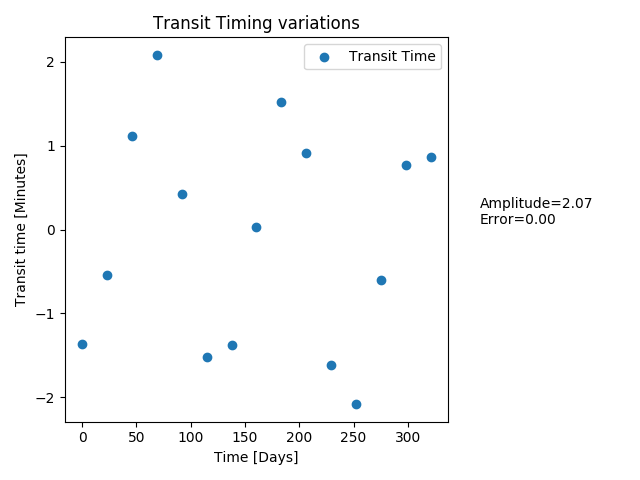 Transit Timing variations
Transit Time
2
1
0
−1
−2
Transit time [Minutes]
Amplitude=2.07
Error=0.00
0 50 100 150 200 250 300
Time [Days]